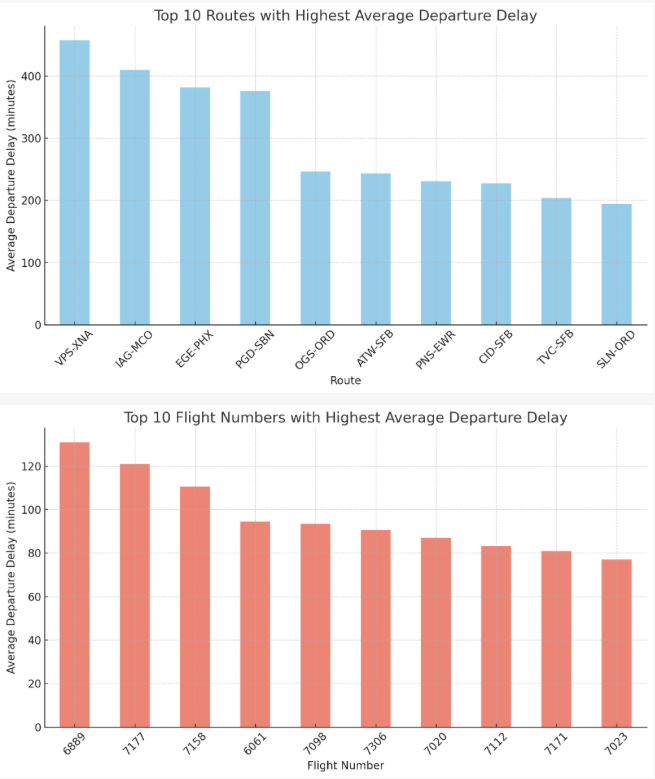 Top 10 Routes with Highest Average Departure Delay
Average Departure Delay (minutes)
400
300
200
100
0
VPS-XNA IAG-MCO EGE-PHX PGD-SBN OGS-ORD ATW-SFB PNS-EWR CID-SFB TVC-SFB SLN-ORD
Route
Top 10 Flight Numbers with Highest Average Departure Delay
Average Departure Delay (minutes)
120
100
80
60
40
20
0
6889 7177 7158 6061 7098 7306 7020 7112 7171 7023
Flight Number